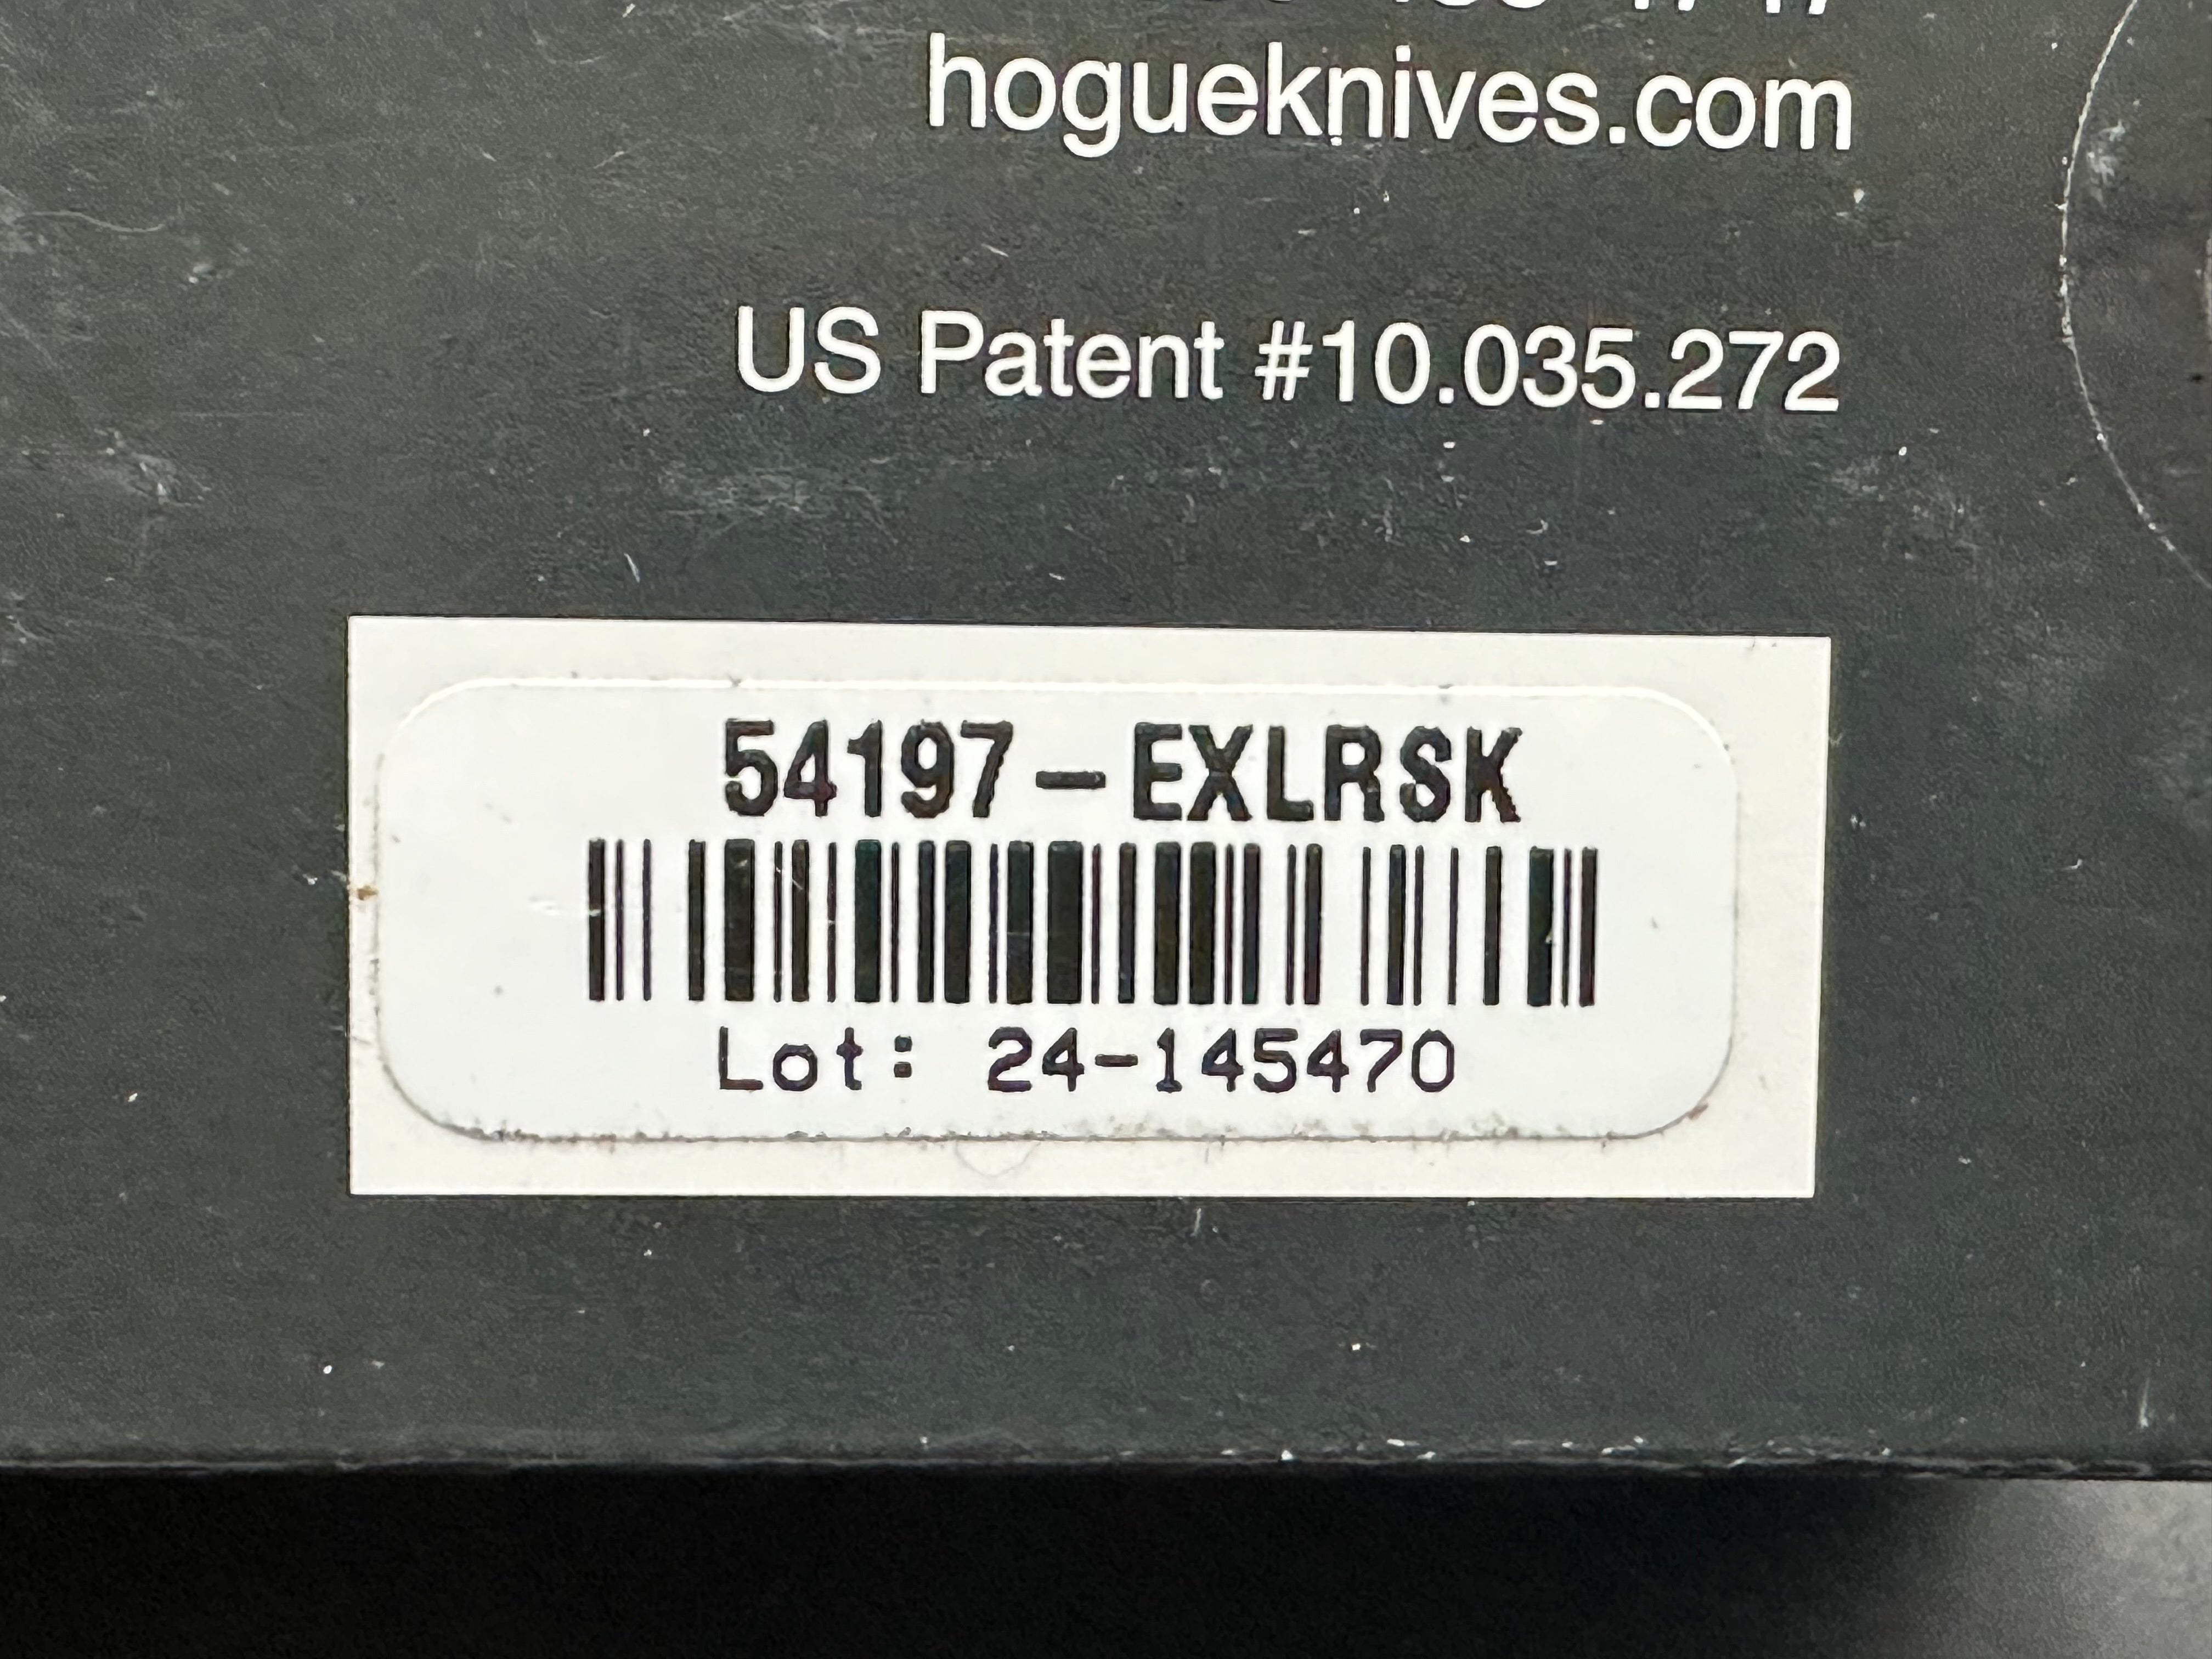 hogueknives.com
US Patent #10.035.272
54197-EXLRSK
Lot: 24-145470